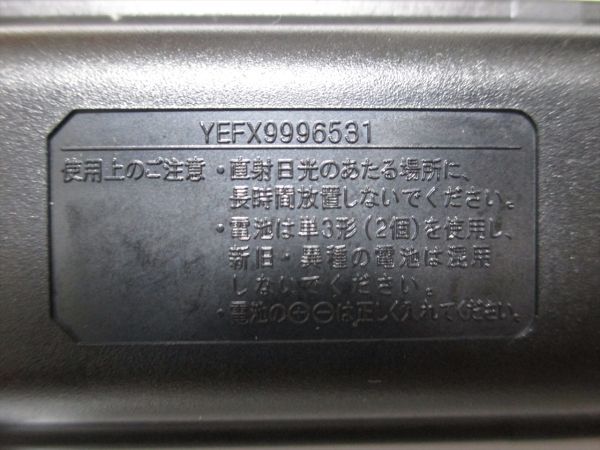 YEFX9996531
使用上のご注意・直射日光のあたる場所に、
長時間放置しないでください。
・電池は単3形(2個)を使用し
新旧・異種の電池は混用
しないでください。
・電池の⊕⊖は正しく入れてください。